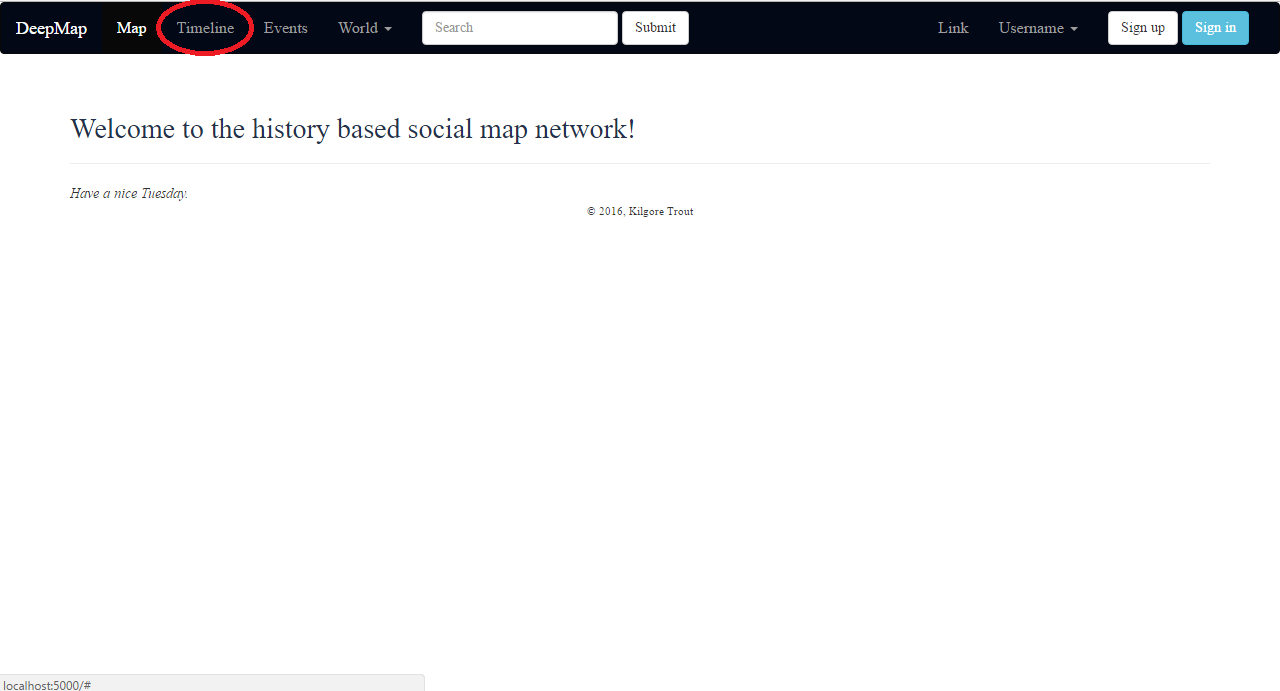 DeepMap Map Timeline Events World Search Submit Link Username Sign up Sign in
Welcome to the history based social map network!
Have a nice Tuesday.
© 2016, Kilgore Trout
localhost:5000/#